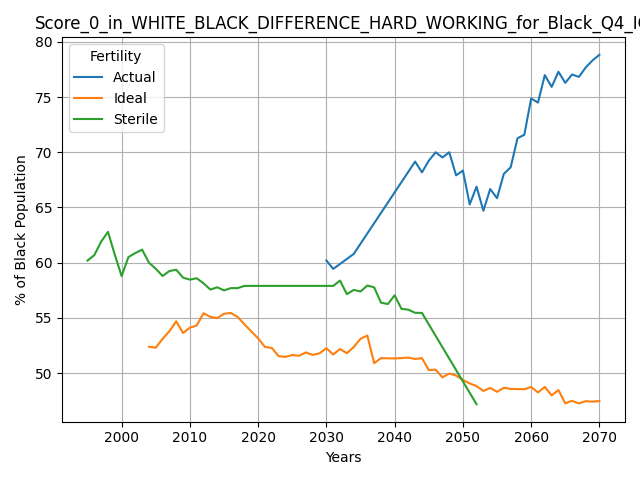 Score_0_in_WHITE_BLACK_DIFFERENCE_HARD_WORKING_for_Black_Q4_I
Fertility
Actual
Ideal
Sterile
% of Black Population
80
75
70
65
60
55
50
2000 2010 2020 2030 2040 2050 2060 2070
Years